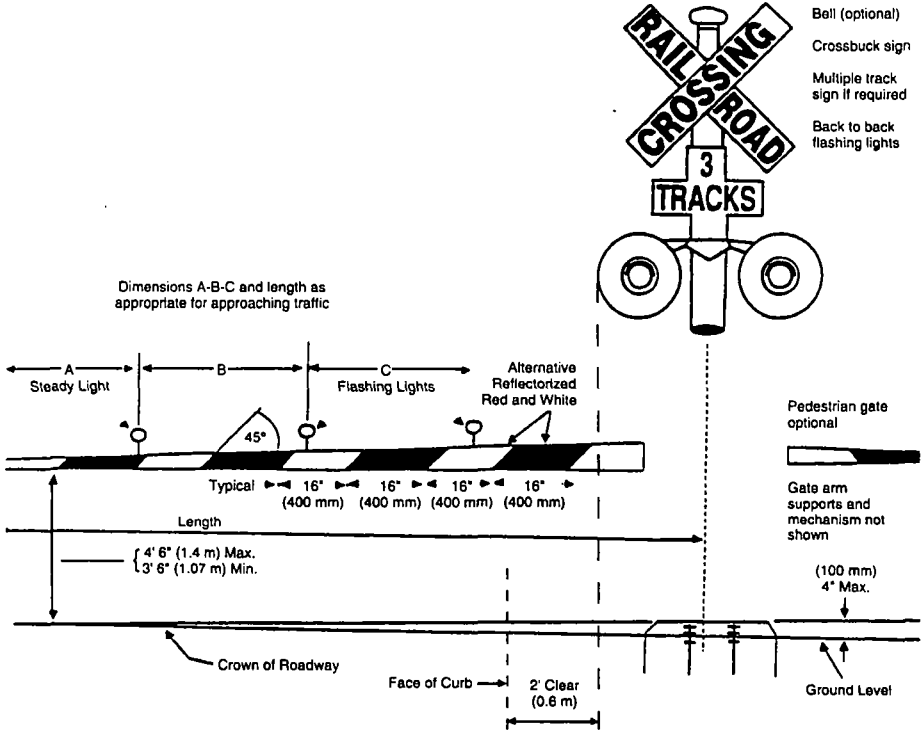 Bell (optional)
Crossbuck sign
Multiple track
sign if required
Back to back
flashing lights
RAIL ROAD
CROSSING
3
TRACKS
Dimensions A-B-C and length as
appropriate for approaching traffic
A
B
C
Steady Light
Flashing Lights
Alternative
Reflectorized
Red and White
45°
Pedestrian gate
optional
Typical
16"
(400 mm)
16"
(400 mm)
16"
(400 mm)
16"
(400 mm)
Gate arm
supports and
mechanism not
shown
Length
4' 6" (1.4 m) Max.
3' 6" (1.07 m) Min.
(100 mm)
4" Max.
Crown of Roadway
Face of Curb
2' Clear
(0.6 m)
Ground Level